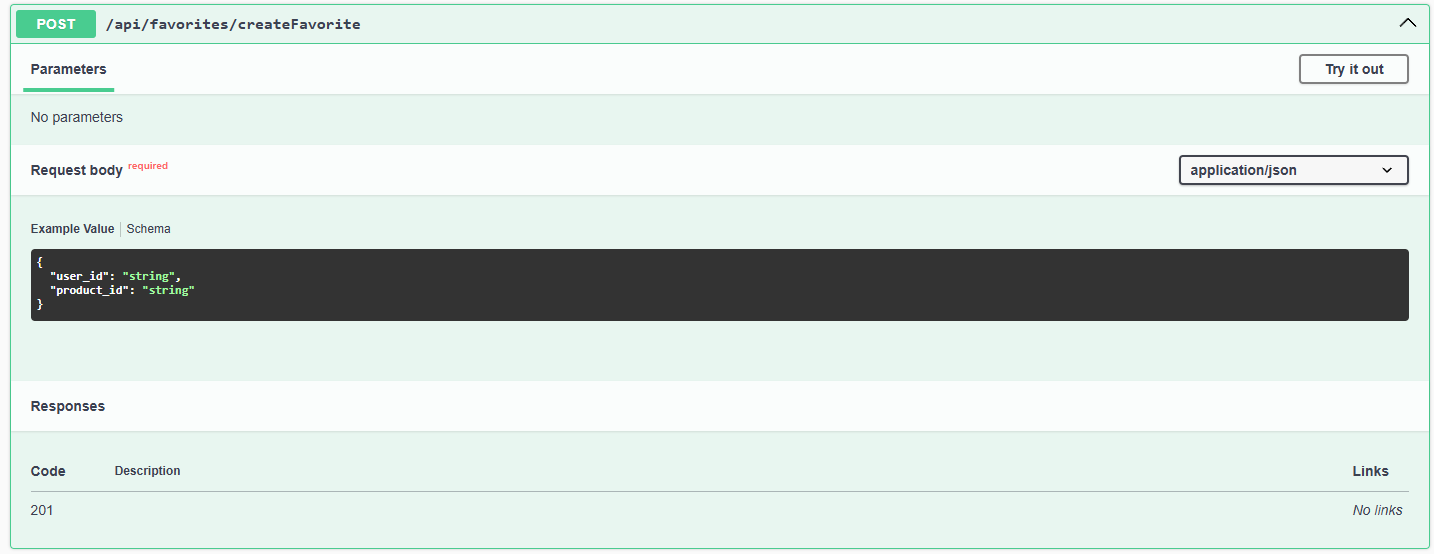 POST /api/favorites/createFavorite
Parameters Try it out
No parameters
Request body required application/json
Example Value Schema
{
"user_id": "string",
"product_id": "string"
}
Responses
Code Description Links
201 No links